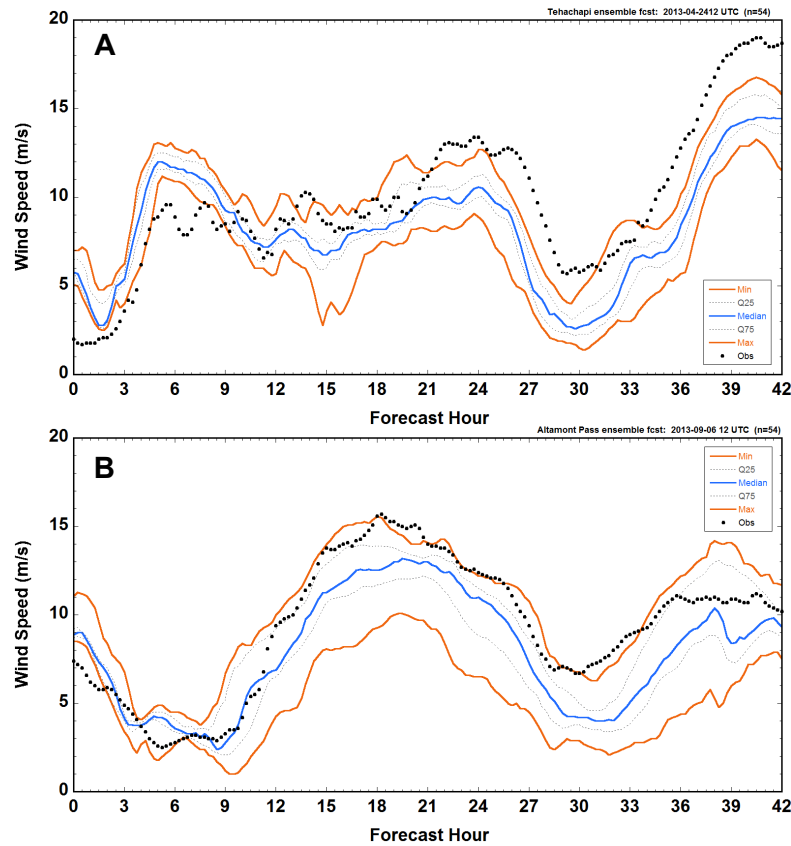 Tehachapi ensemble fcst: 2013-04-2412 UTC (n=54)
A
20
15
10
5
0
Wind Speed (m/s)
Min
Q25
Median
Q75
Max
Obs
0 3 6 9 12 15 18 21 24 27 30 33 36 39 42
Forecast Hour
Altamont Pass ensemble fcst: 2013-09-06 12 UTC (n=54)
B
20
15
10
5
0
Wind Speed (m/s)
Min
Q25
Median
Q75
Max
Obs
0 3 6 9 12 15 18 21 24 27 30 33 36 39 42
Forecast Hour